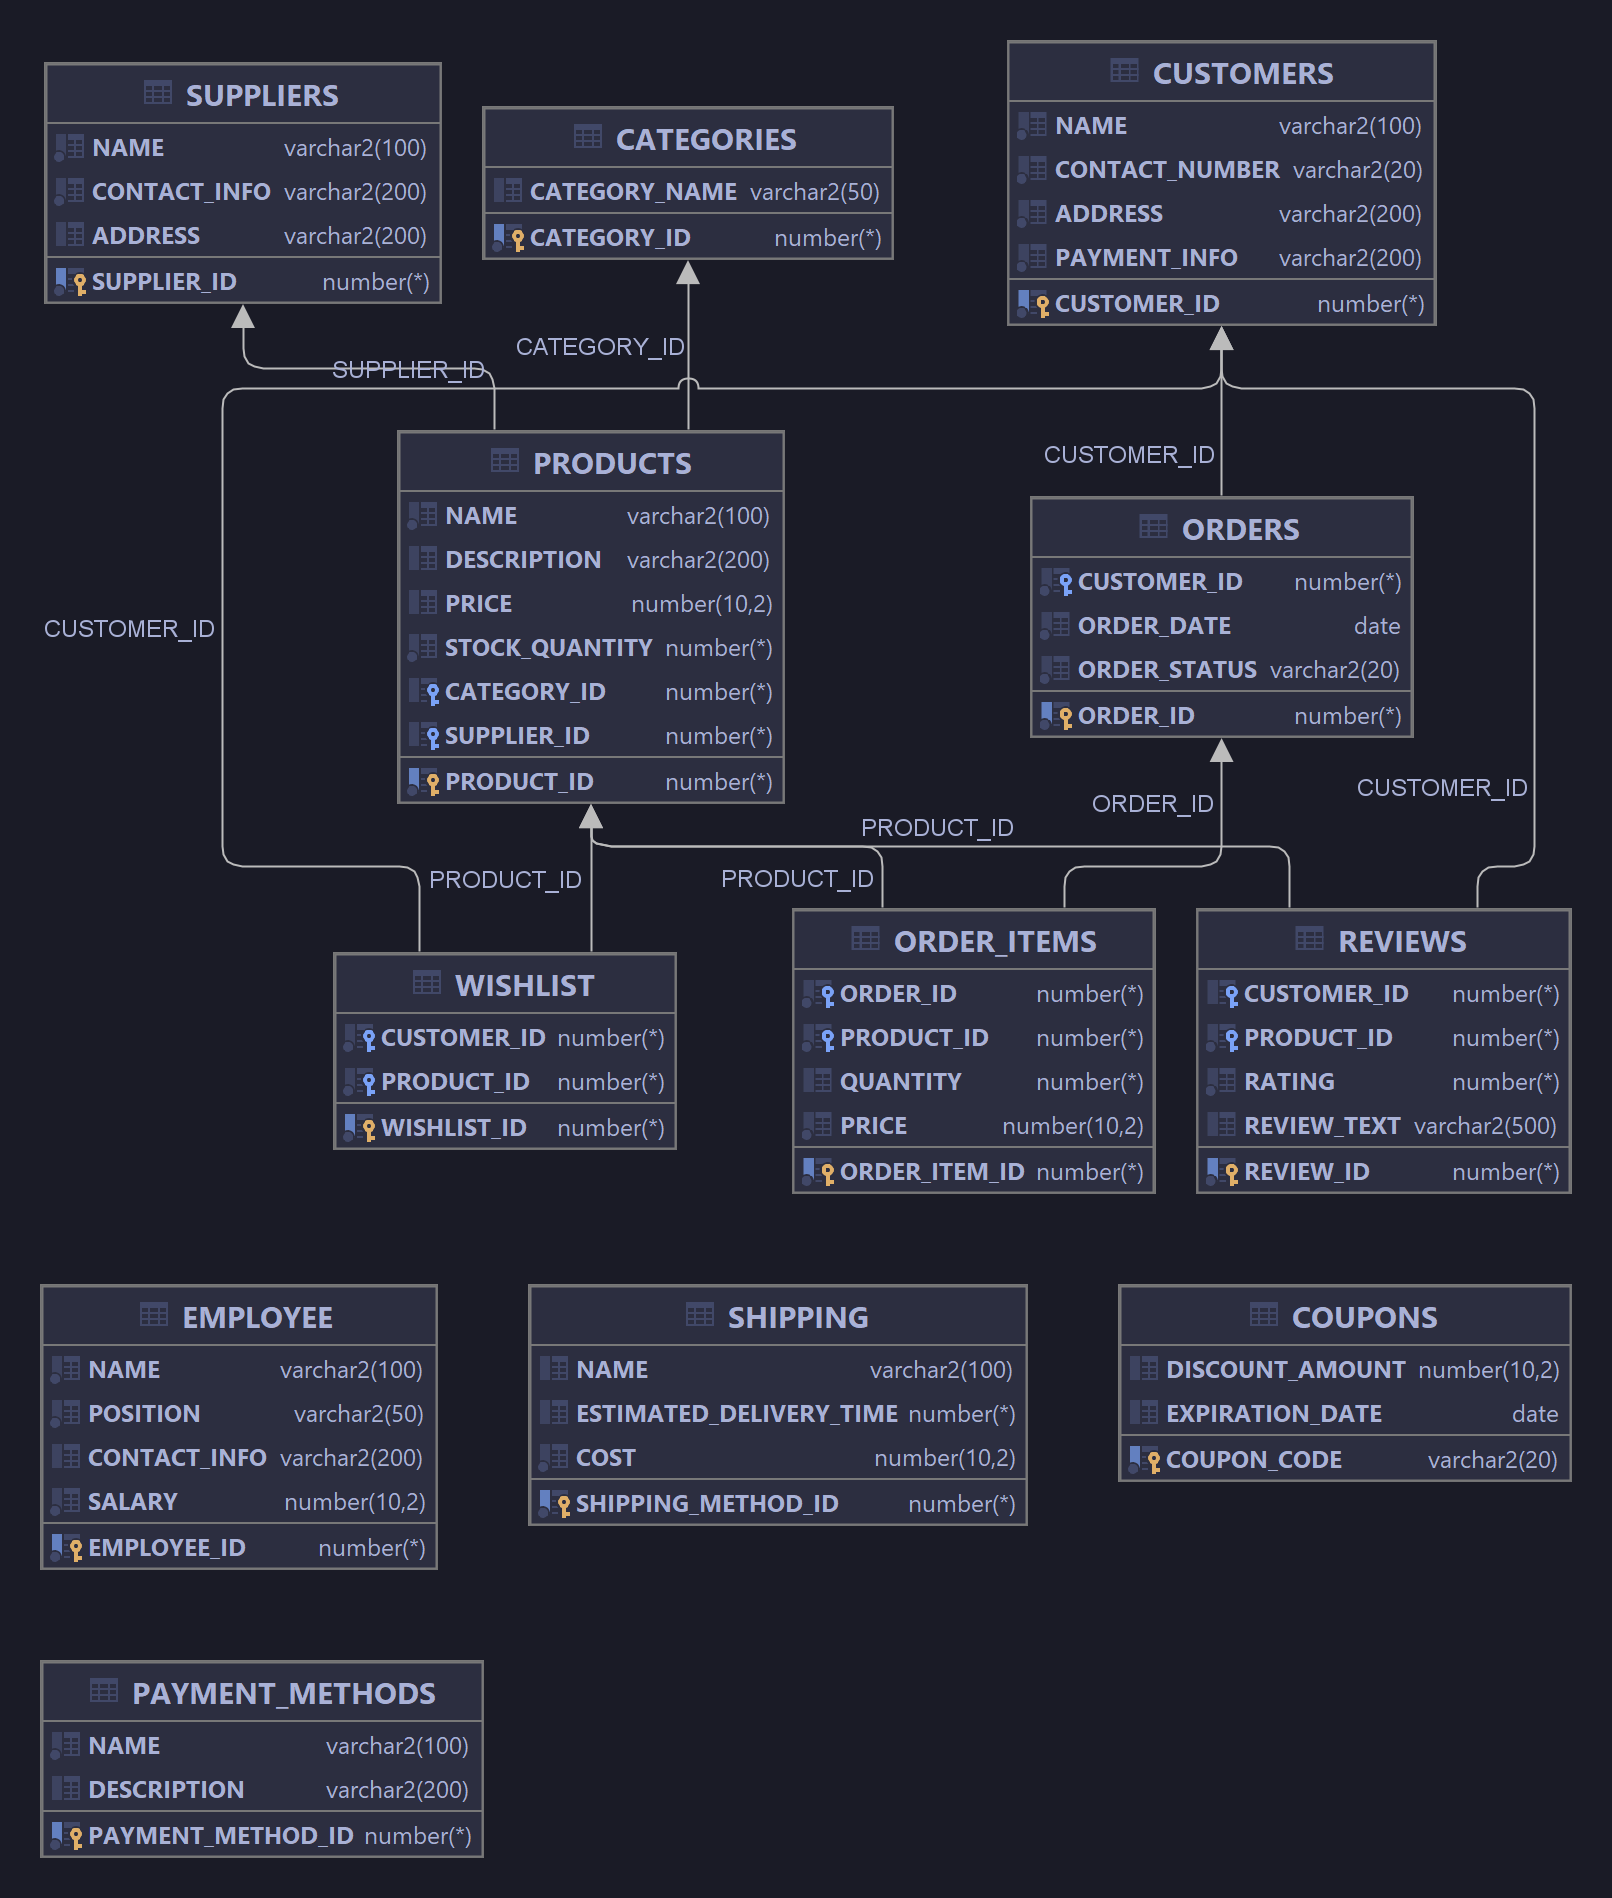 SUPPLIERS
NAME varchar2(100)
CONTACT_INFO varchar2(200)
ADDRESS varchar2(200)
SUPPLIER_ID number(*)
CATEGORIES
CATEGORY_NAME varchar2(50)
CATEGORY_ID number(*)
CUSTOMERS
NAME varchar2(100)
CONTACT_NUMBER varchar2(20)
ADDRESS varchar2(200)
PAYMENT_INFO varchar2(200)
CUSTOMER_ID number(*)
SUPPLIER_ID
CATEGORY_ID
CUSTOMER_ID
PRODUCTS
NAME varchar2(100)
DESCRIPTION varchar2(200)
PRICE number(10,2)
STOCK_QUANTITY number(*)
CATEGORY_ID number(*)
SUPPLIER_ID number(*)
PRODUCT_ID number(*)
ORDERS
CUSTOMER_ID number(*)
ORDER_DATE date
ORDER_STATUS varchar2(20)
ORDER_ID number(*)
CUSTOMER_ID
CUSTOMER_ID
ORDER_ID
PRODUCT_ID
PRODUCT_ID
PRODUCT_ID
WISHLIST
CUSTOMER_ID number(*)
PRODUCT_ID number(*)
WISHLIST_ID number(*)
ORDER_ITEMS
ORDER_ID number(*)
PRODUCT_ID number(*)
QUANTITY number(*)
PRICE number(10,2)
ORDER_ITEM_ID number(*)
REVIEWS
CUSTOMER_ID number(*)
PRODUCT_ID number(*)
RATING number(*)
REVIEW_TEXT varchar2(500)
REVIEW_ID number(*)
EMPLOYEE
NAME varchar2(100)
POSITION varchar2(50)
CONTACT_INFO varchar2(200)
SALARY number(10,2)
EMPLOYEE_ID number(*)
SHIPPING
NAME varchar2(100)
ESTIMATED_DELIVERY_TIME number(*)
COST number(10,2)
SHIPPING_METHOD_ID number(*)
COUPONS
DISCOUNT_AMOUNT number(10,2)
EXPIRATION_DATE date
COUPON_CODE varchar2(20)
PAYMENT_METHODS
NAME varchar2(100)
DESCRIPTION varchar2(200)
PAYMENT_METHOD_ID number(*)